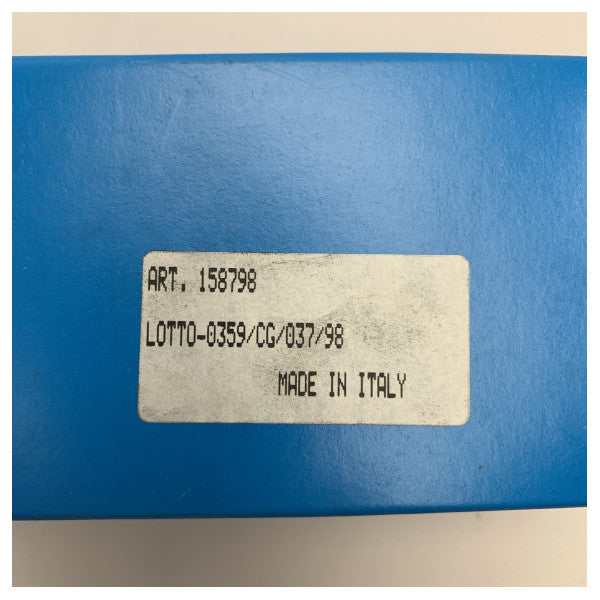 ART. 158798
LOTTO-0359/CG/037/98
MADE IN ITALY